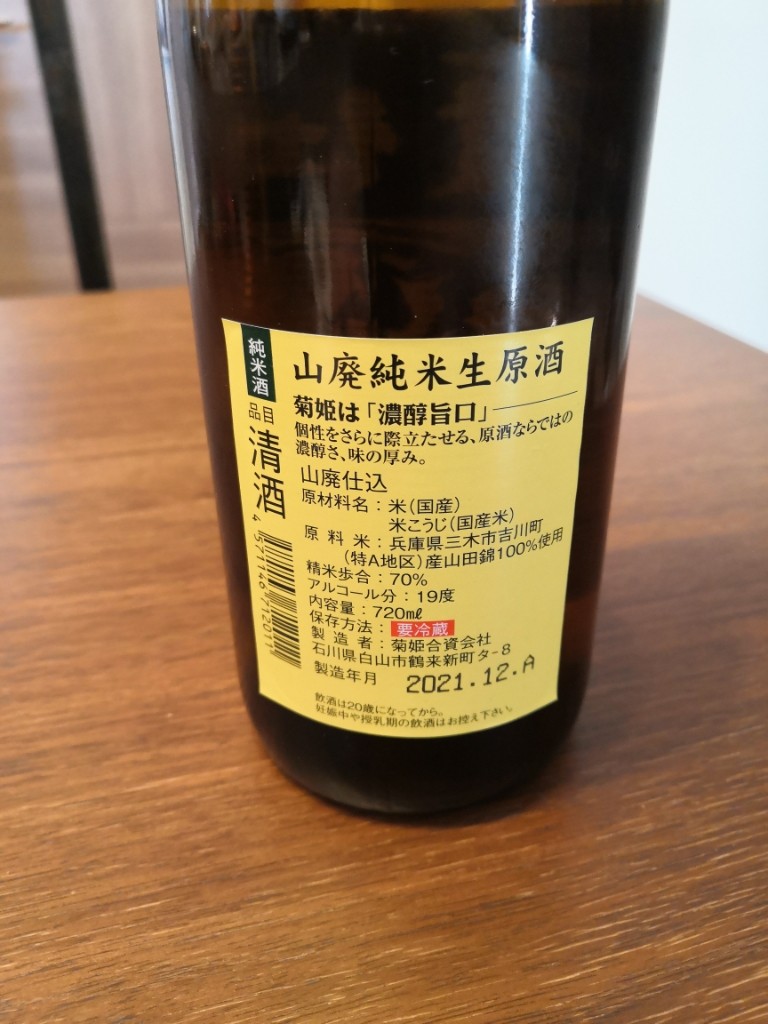 純米酒
品目
清酒
4 571146 712011
山廃純米生原酒
菊姫は「濃醇旨口」
個性をさらに際立たせる、原酒ならではの
濃醇さ、味の厚み。
山廃仕込
原材料名：米（国産）
米こうじ（国産米）
原料米：兵庫県三木市吉川町
（特A地区）産山田錦100%使用
精米歩合：70%
アルコール分：19度
内容量：720㎖
保存方法：要冷蔵
製造者：菊姫合資会社
石川県白山市鶴来新町タ-8
製造年月 2021.12.A
飲酒は20歳になってから。
妊娠中や授乳期の飲酒はお控え下さい。